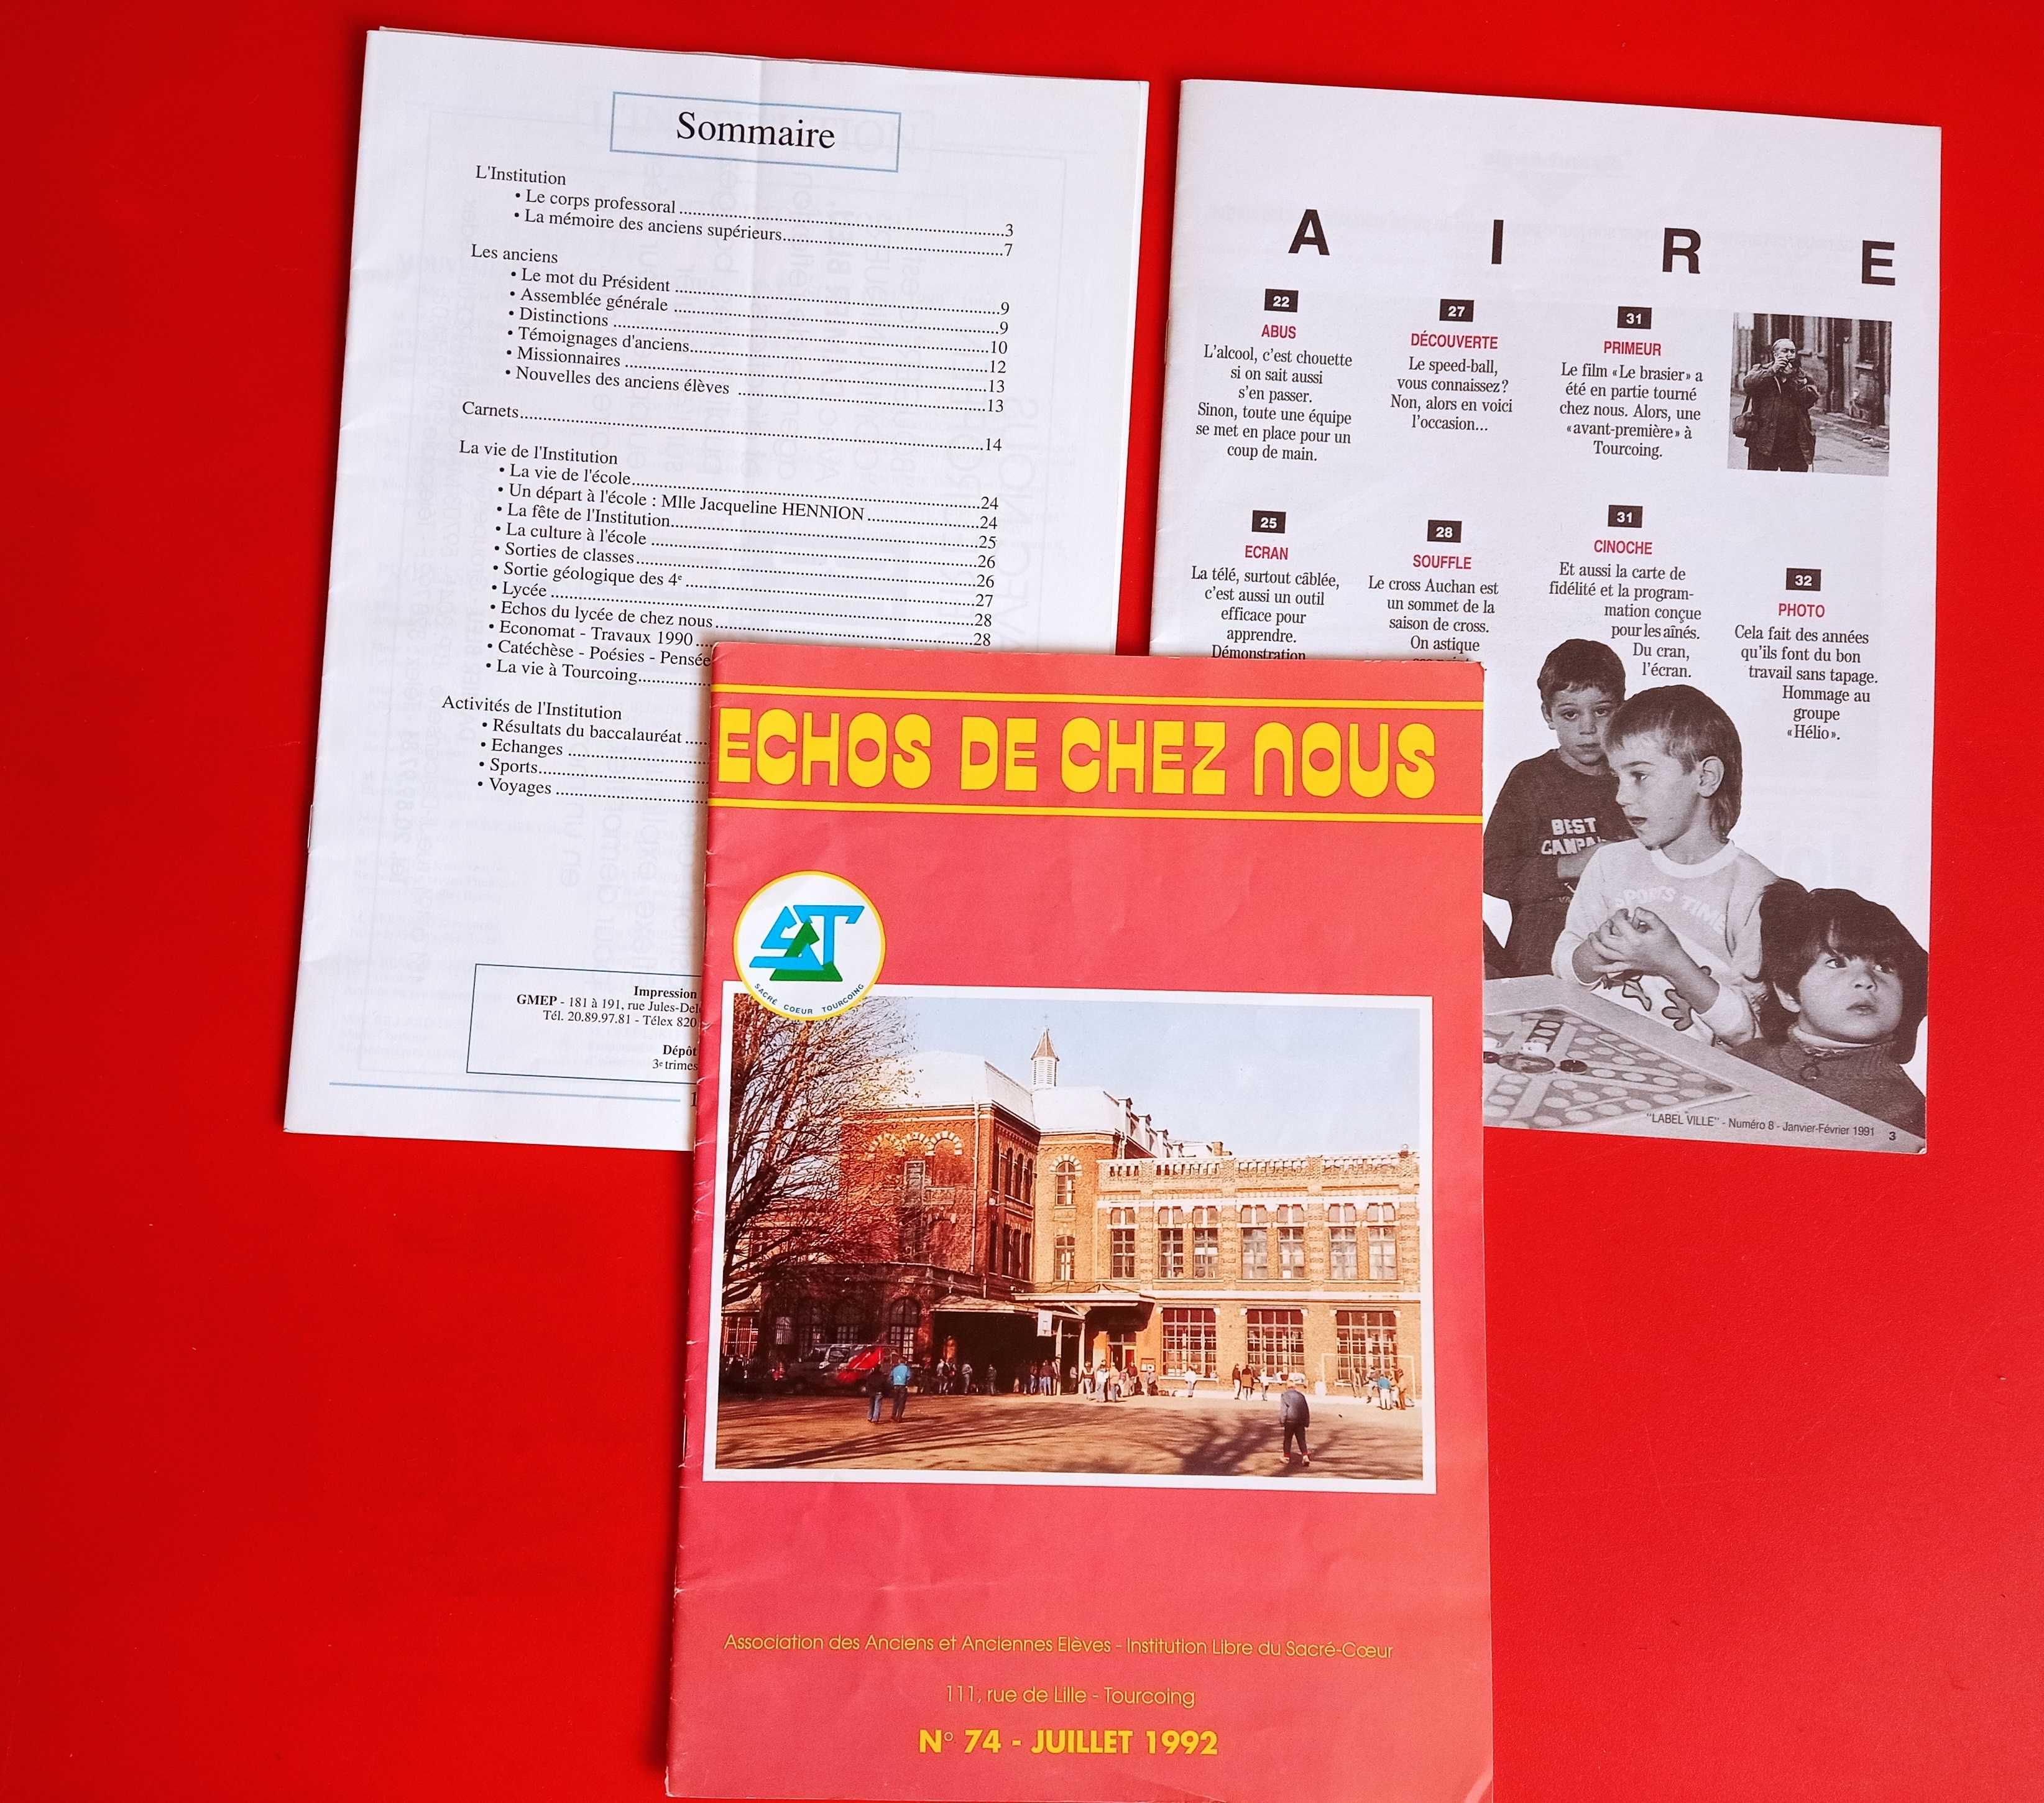 Sommaire
L'Institution
• Le corps professoral ........ 3
• La mémoire des anciens supérieurs ........ 7
Les anciens
• Le mot du Président ........ 9
• Assemblée générale ........ 9
• Distinctions ........ 10
• Témoignages d'anciens ........ 12
• Missionnaires ........ 13
• Nouvelles des anciens élèves ........ 13
Carnets ........ 14
La vie de l'Institution
• La vie de l'école ........ 24
• Un départ à l'école : Mlle Jacqueline HENNION ........ 24
• La fête de l'Institution ........ 25
• La culture à l'école ........ 26
• Sorties de classes ........ 26
• Sortie géologique des 4e ........ 27
• Lycée ........ 28
• Echos du lycée de chez nous ........ 28
• Economat - Travaux 1990 ....
• Catéchèse - Poésies - Pensée
• La vie à Tourcoing ........
Activités de l'Institution
• Résultats du baccalauréat ....
• Echanges ........
• Sports ........
• Voyages ........
Impression
GMEP - 181 à 191, rue Jules-Del
Tél. 20.89.97.81 - Télex 820
Dépôt
3e trimes
A I R E
22
ABUS
L'alcool, c'est chouette
si on sait aussi
s'en passer.
Sinon, toute une équipe
se met en place pour un
coup de main.
27
DÉCOUVERTE
Le speed-ball,
vous connaissez?
Non, alors en voici
l'occasion...
31
PRIMEUR
Le film «Le brasier» a
été en partie tourné
chez nous. Alors, une
«avant-première» à
Tourcoing.
25
ECRAN
La télé, surtout câblée,
c'est aussi un outil
efficace pour
apprendre.
Démonstration
28
SOUFFLE
Le cross Auchan est
un sommet de la
saison de cross.
On astique
31
CINOCHE
Et aussi la carte de
fidélité et la program-
mation conçue
pour les aînés.
Du cran,
l'écran.
32
PHOTO
Cela fait des années
qu'ils font du bon
travail sans tapage.
Hommage au
groupe
«Hélio».
BEST
SPORTS TIME
"LABEL VILLE" - Numéro 8 - Janvier-Février 1991 3
ECHOS DE CHEZ NOUS
SCT
SACRÉ COEUR TOURCOING
Association des Anciens et Anciennes Elèves - Institution Libre du Sacré-Cœur
111, rue de Lille - Tourcoing
N° 74 - JUILLET 1992